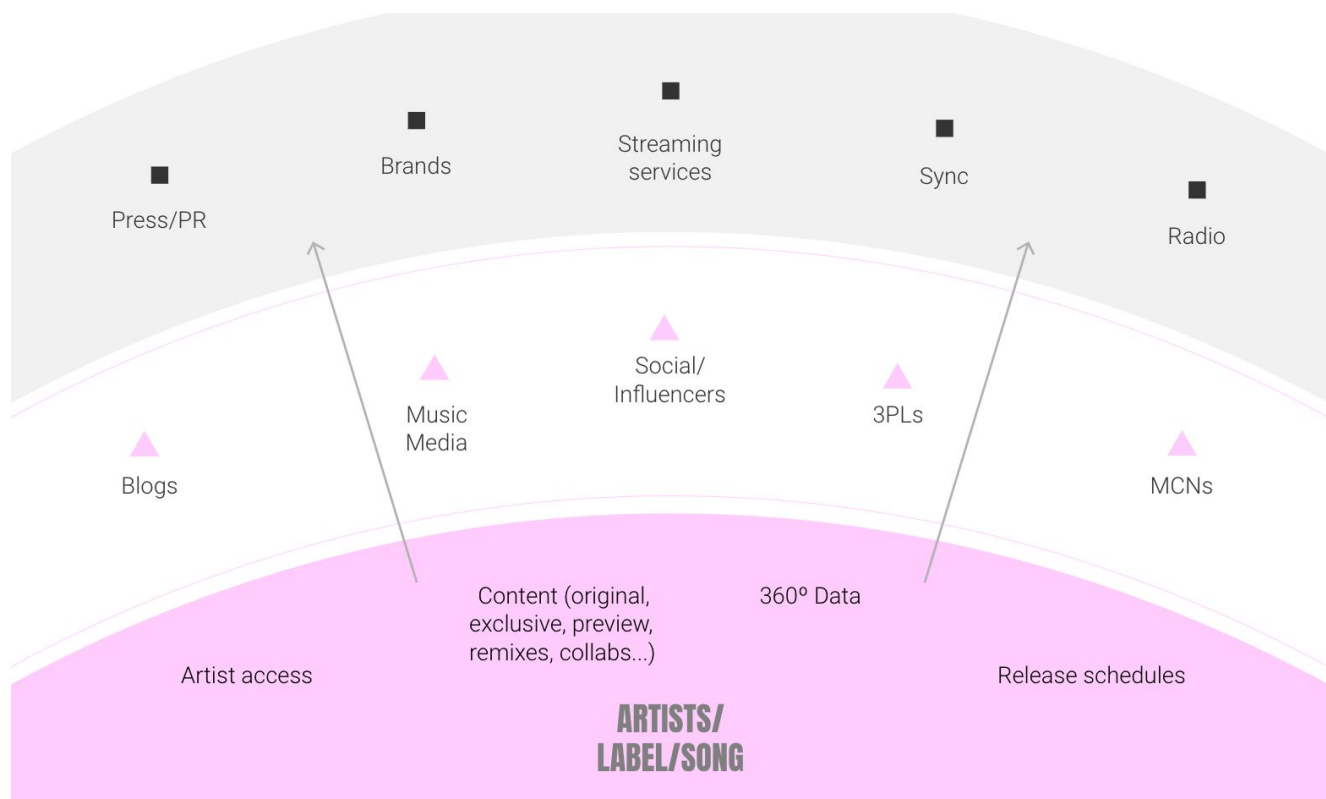 Streaming
services
Brands
Sync
Press/PR
Radio
Social/
Influencers
Music
Media
3PLs
Blogs
MCNs
Content (original,
exclusive, preview,
remixes, collabs...)
360º Data
Artist access
Release schedules
ARTISTS/
LABEL/SONG